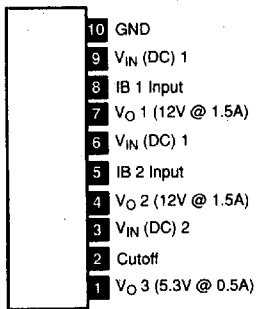 10 GND
9 VIN (DC) 1
8 IB 1 Input
7 VO 1 (12V @ 1.5A)
6 VIN (DC) 1
5 IB 2 Input
4 VO 2 (12V @ 1.5A)
3 VIN (DC) 2
2 Cutoff
1 VO 3 (5.3V @ 0.5A)